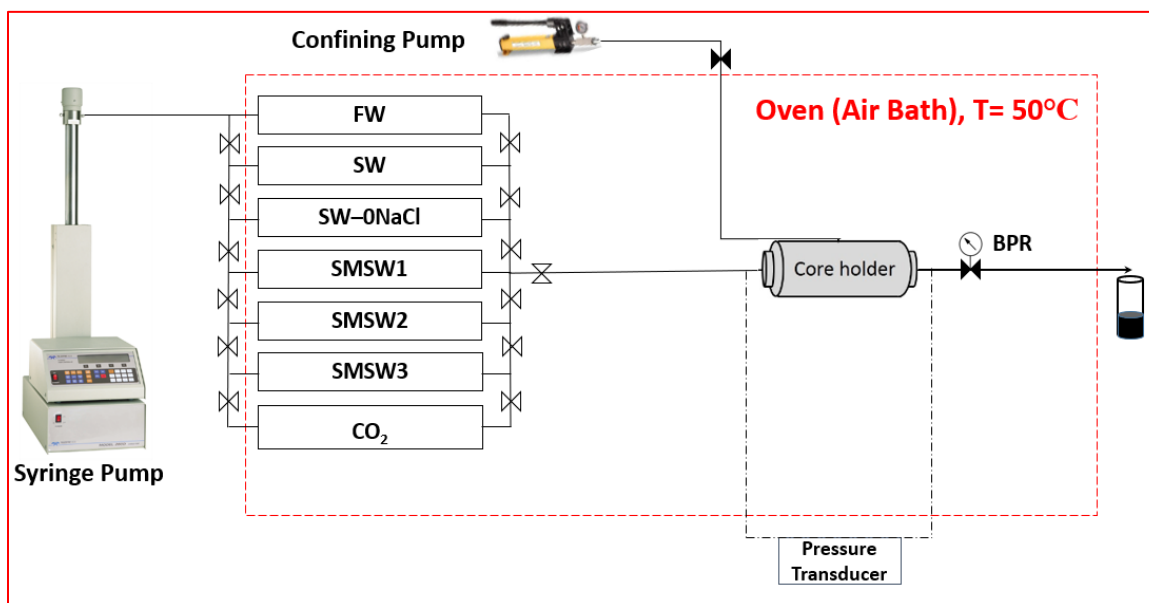 Confining Pump
Oven (Air Bath), T= 50°C
FW
SW
SW–0NaCl
SMSW1
SMSW2
SMSW3
CO₂
BPR
Core holder
Syringe Pump
Pressure
Transducer